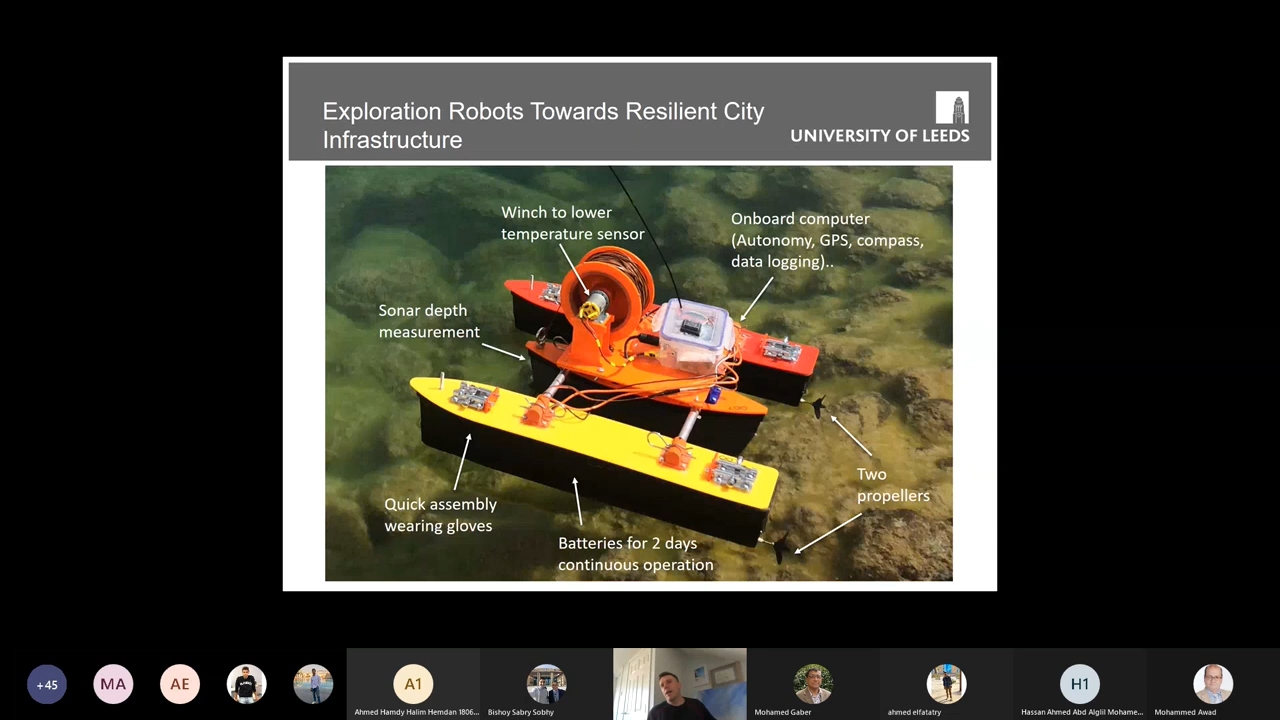 Exploration Robots Towards Resilient City
Infrastructure
UNIVERSITY OF LEEDS
Winch to lower
temperature sensor
Onboard computer
(Autonomy, GPS, compass,
data logging)..
Sonar depth
measurement
Two
propellers
Quick assembly
wearing gloves
Batteries for 2 days
continuous operation
+45
MA
AE
A1
H1
Ahmed Hamdy Halim Hemdan 1806...
Bishoy Sabry Sobhy
Mohamed Gaber
ahmed elfatatry
Hassan Ahmed Abd Alglil Mohame...
Mohammed Awad